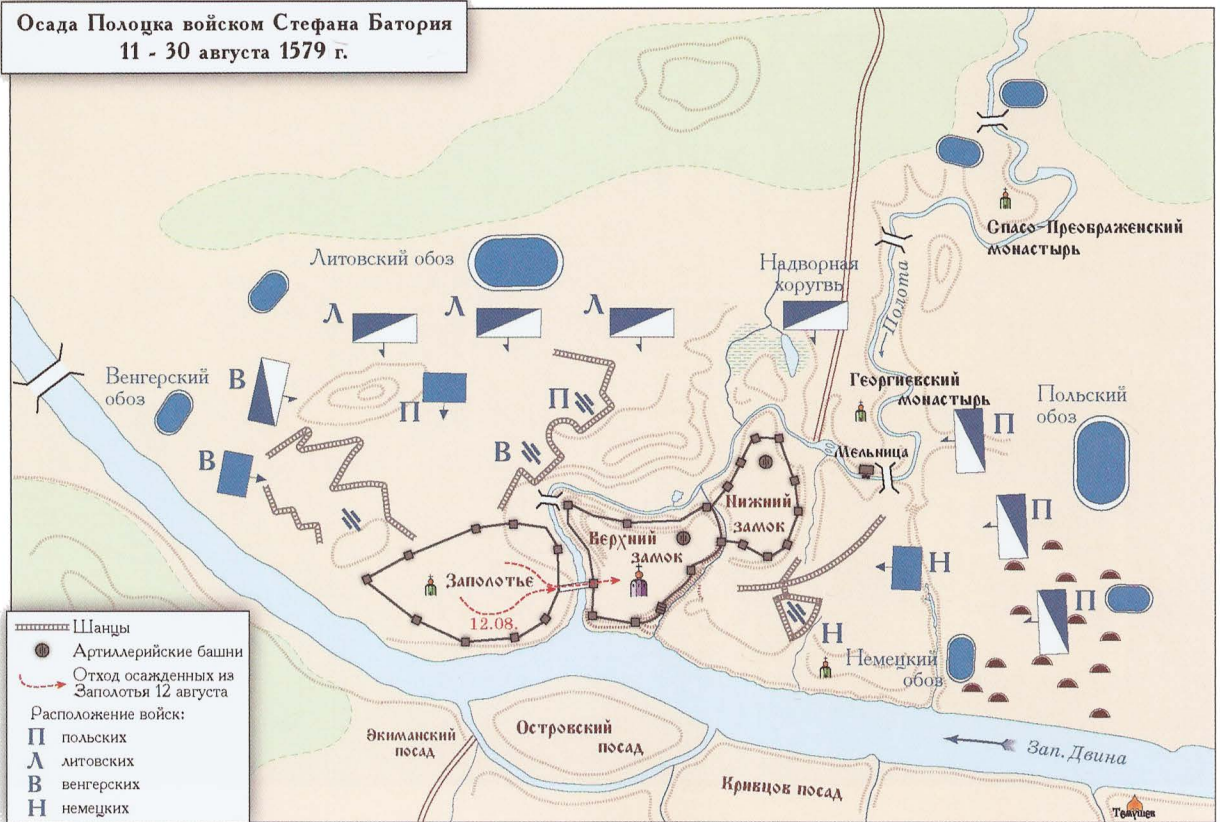 Осада Полоцка войском Стефана Батория
11 - 30 августа 1579 г.
Спасо-Преображенский
монастырь
Литовский обоз
Надворная
хоругвь
Полота
Л
Л
Л
Венгерский
обоз
В
П
П
Георгиевский
монастырь
Польский
обоз
П
В
В
Мельница
Нижний
замок
П
Верхний
замок
Н
Заполотье
12.08.
П
Н
Немецкий
обоз
Шанцы
Артиллерийские башни
Отход осажденных из
Заполотья 12 августа
Расположение войск:
П польских
Л литовских
В венгерских
Н немецких
Экиманский
посад
Островский
посад
Кривцов посад
Зап. Двина
Темушев